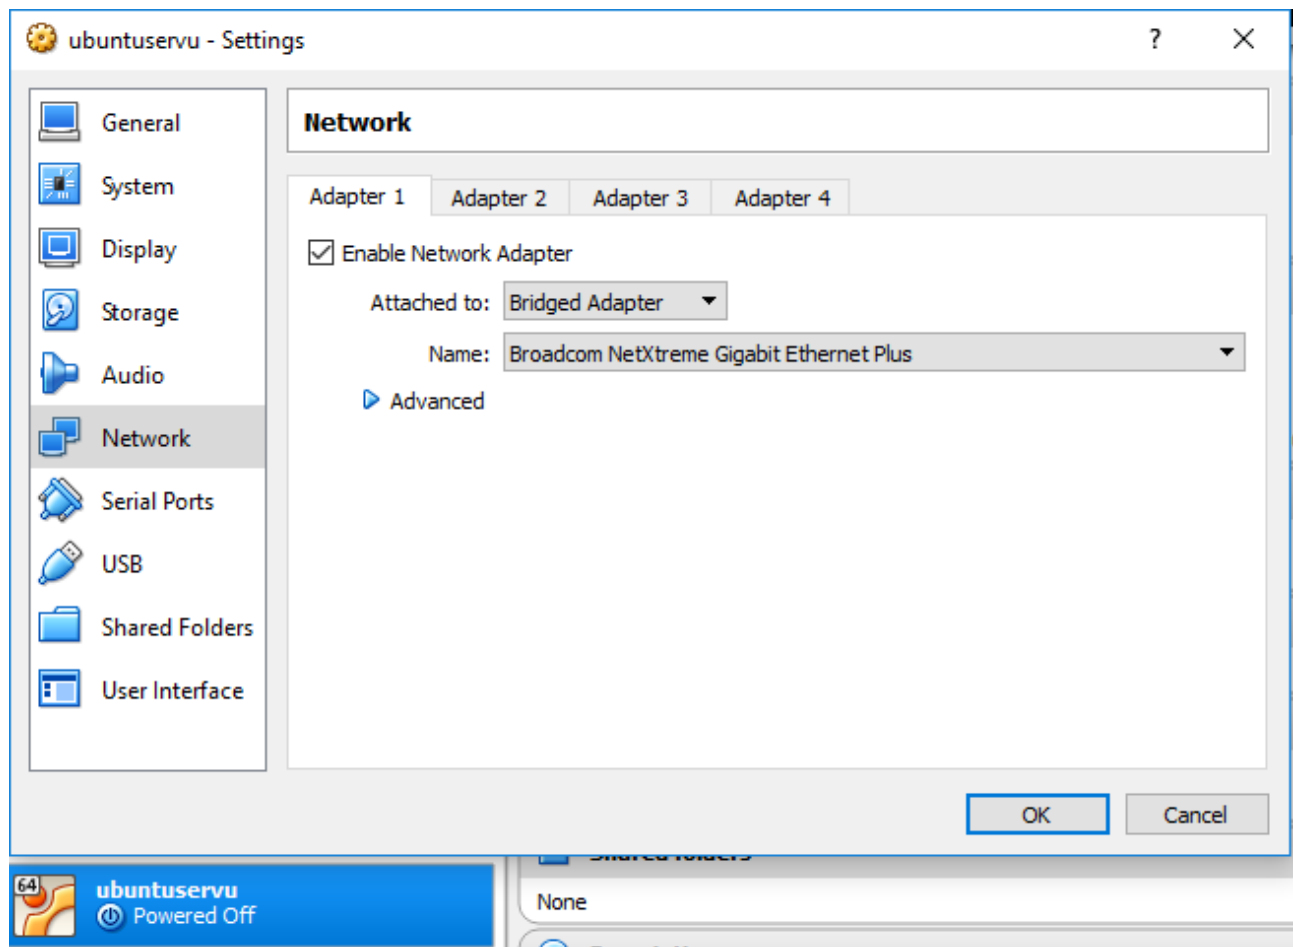 ubuntuservu - Settings
?
General
System
Display
Storage
Audio
Network
Serial Ports
USB
Shared Folders
User Interface
Network
Adapter 1
Adapter 2
Adapter 3
Adapter 4
Enable Network Adapter
Attached to: Bridged Adapter
Name: Broadcom NetXtreme Gigabit Ethernet Plus
Advanced
OK
Cancel
64
ubuntuservu
Powered Off
Shared folders
None